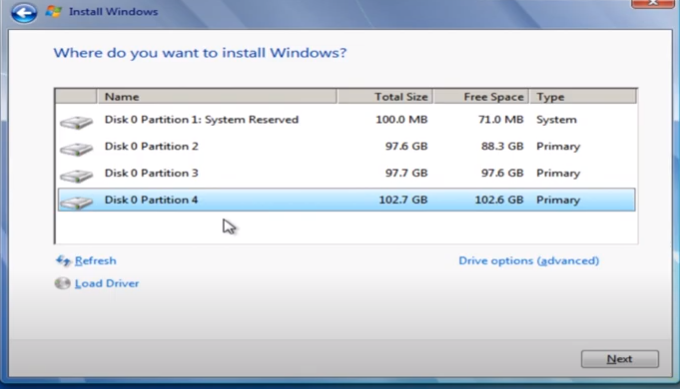 Install Windows
Where do you want to install Windows?
Name Total Size Free Space Type
Disk 0 Partition 1: System Reserved 100.0 MB 71.0 MB System
Disk 0 Partition 2 97.6 GB 88.3 GB Primary
Disk 0 Partition 3 97.7 GB 97.6 GB Primary
Disk 0 Partition 4 102.7 GB 102.6 GB Primary
Refresh Drive options (advanced)
Load Driver
Next